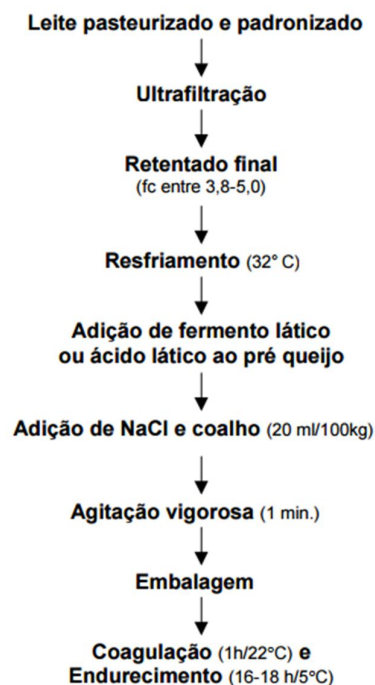 Leite pasteurizado e padronizado
Ultrafiltração
Retentado final
(fc entre 3,8-5,0)
Resfriamento (32° C)
Adição de fermento lático
ou ácido lático ao pré queijo
Adição de NaCl e coalho (20 ml/100kg)
Agitação vigorosa (1 min.)
Embalagem
Coagulação (1h/22°C) e
Endurecimento (16-18 h/5°C)